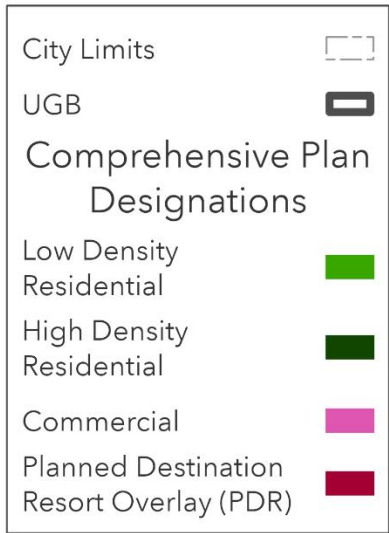 City Limits
UGB
Comprehensive Plan
Designations
Low Density
Residential
High Density
Residential
Commercial
Planned Destination
Resort Overlay (PDR)